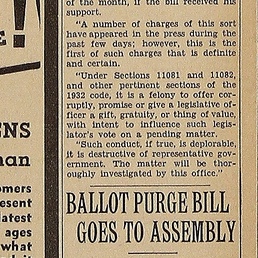 of the month, if the bill received his
support.
"A number of charges of this sort
have appeared in the press during the
past few days; however, this is the
first of such charges that is definite
and certain.
"Under Sections 11081 and 11082,
and other pertinent sections of the
1932 code, it is a felony to offer cor-
ruptly, promise or give a legislative of-
ficer a gift, gratuity, or thing of value,
with intent to influence such legis-
lator's vote on a pending matter.
"Such conduct, if true, is deplorable,
it is destructive of representative gov-
ernment. The matter will be thor-
oughly investigated by this office."
BALLOT PURGE BILL
GOES TO ASSEMBLY
!
ENS
nan
omers
resent
latest
ages
what